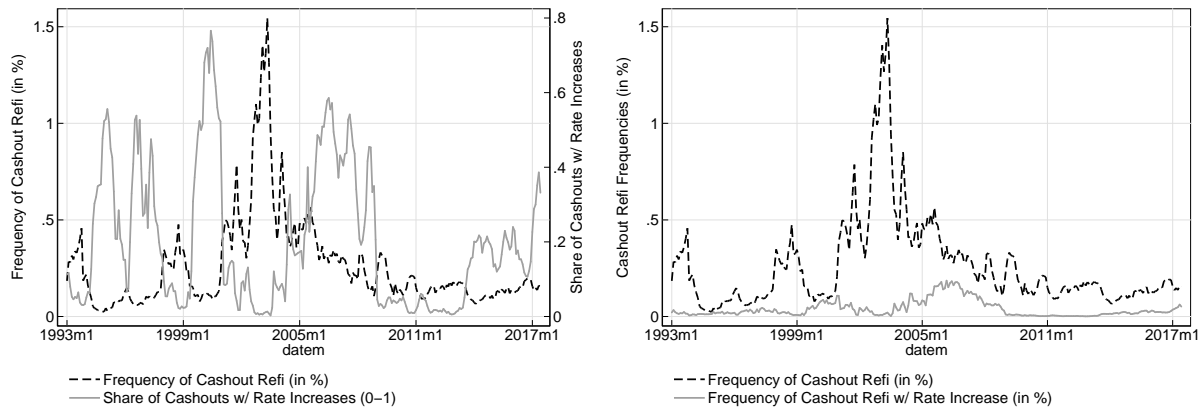 Frequency of Cashout Refi (in %)
1.5
1
.5
0
Share of Cashouts w/ Rate Increases
.8
.6
.4
.2
0
1993m1 1999m1 2005m1 2011m1 2017m1
datem
Frequency of Cashout Refi (in %)
Share of Cashouts w/ Rate Increases (0−1)
Cashout Refi Frequencies (in %)
1.5
1
.5
0
1993m1 1999m1 2005m1 2011m1 2017m1
datem
Frequency of Cashout Refi (in %)
Frequency of Cashout Refi w/ Rate Increase (in %)